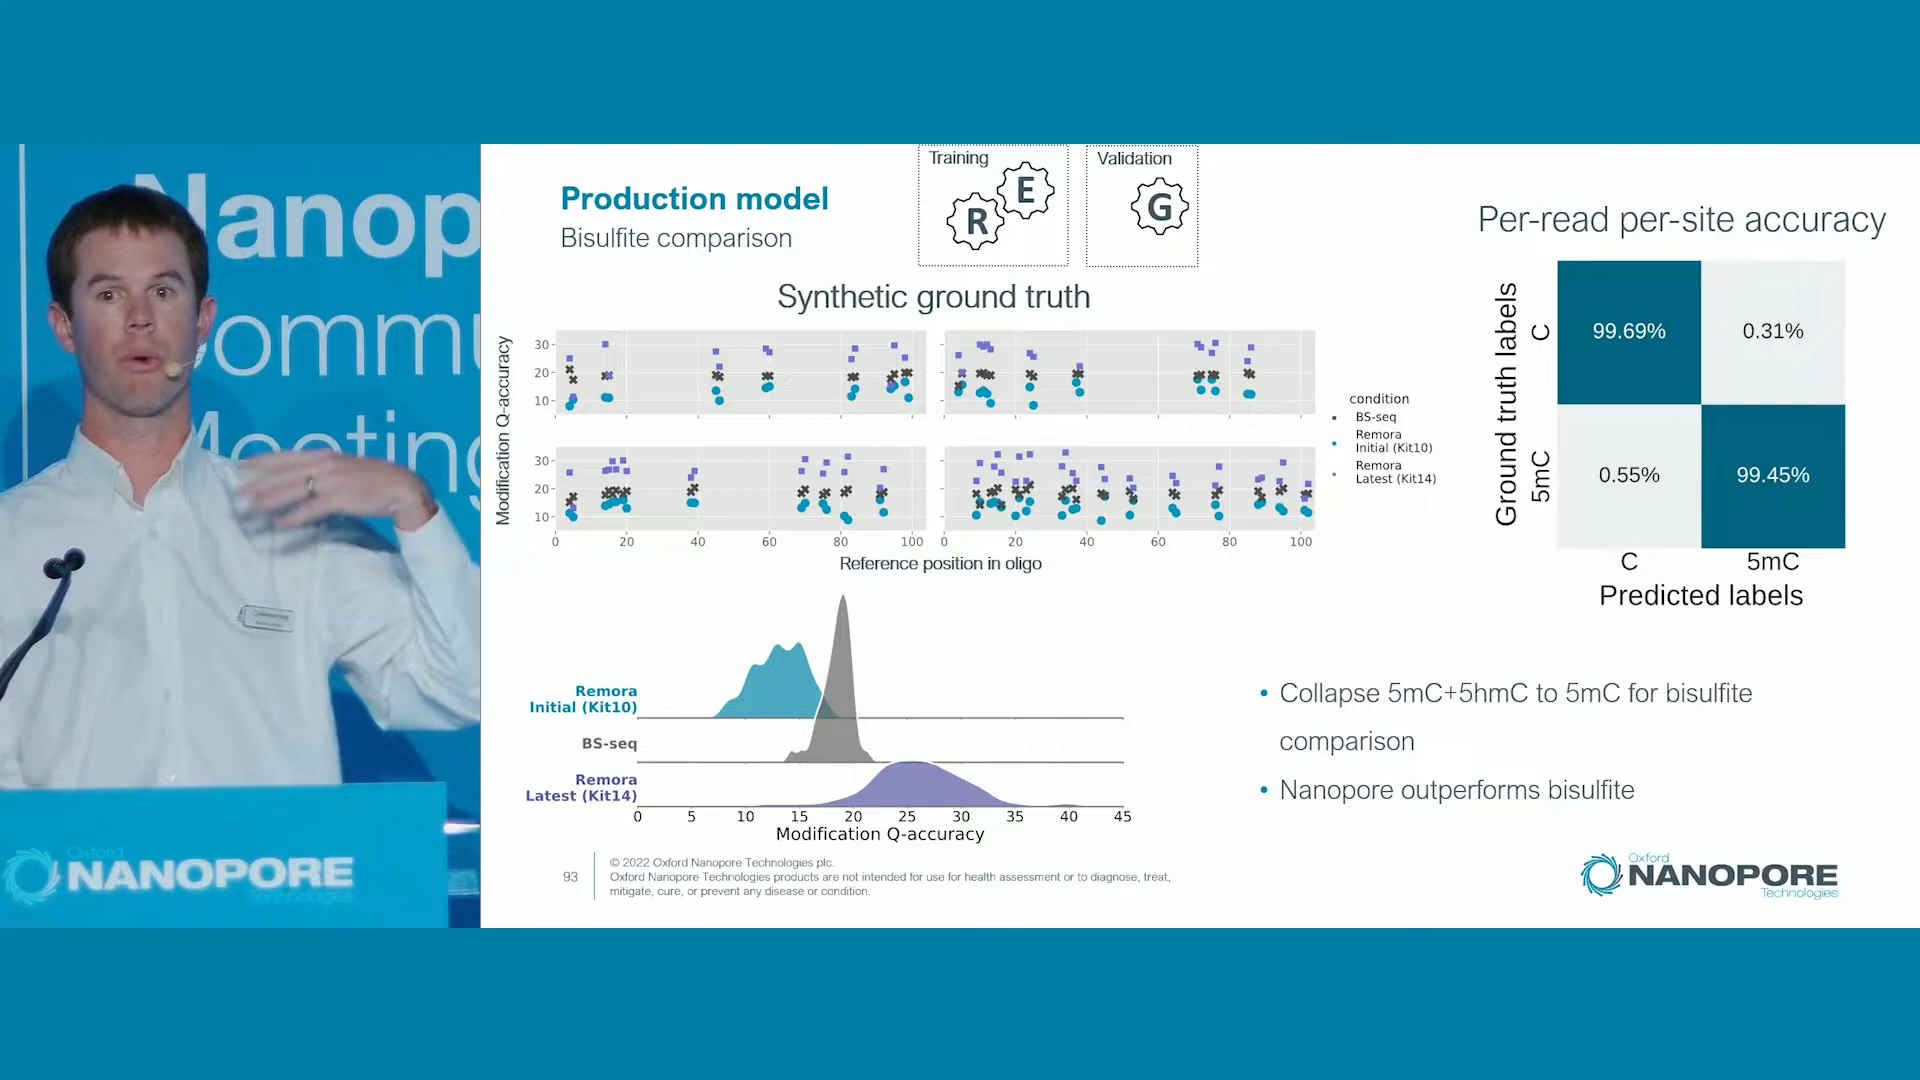 Nanop
Commu
Meeting
Oxford
NANOPORE
Technologies
Production model
Bisulfite comparison
Training
R
E
Validation
G
Synthetic ground truth
Modification Q-accuracy
30
20
10
30
20
10
0 20 40 60 80 100
0 20 40 60 80 100
Reference position in oligo
condition
BS-seq
Remora
Initial (Kit10)
Remora
Latest (Kit14)
Remora
Initial (Kit10)
BS-seq
Remora
Latest (Kit14)
0 5 10 15 20 25 30 35 40 45
Modification Q-accuracy
Per-read per-site accuracy
Ground truth labels
C
5mC
99.69% 0.31%
0.55% 99.45%
C 5mC
Predicted labels
• Collapse 5mC+5hmC to 5mC for bisulfite
comparison
• Nanopore outperforms bisulfite
93
© 2022 Oxford Nanopore Technologies plc.
Oxford Nanopore Technologies products are not intended for use for health assessment or to diagnose, treat,
mitigate, cure, or prevent any disease or condition.
Oxford
NANOPORE
Technologies